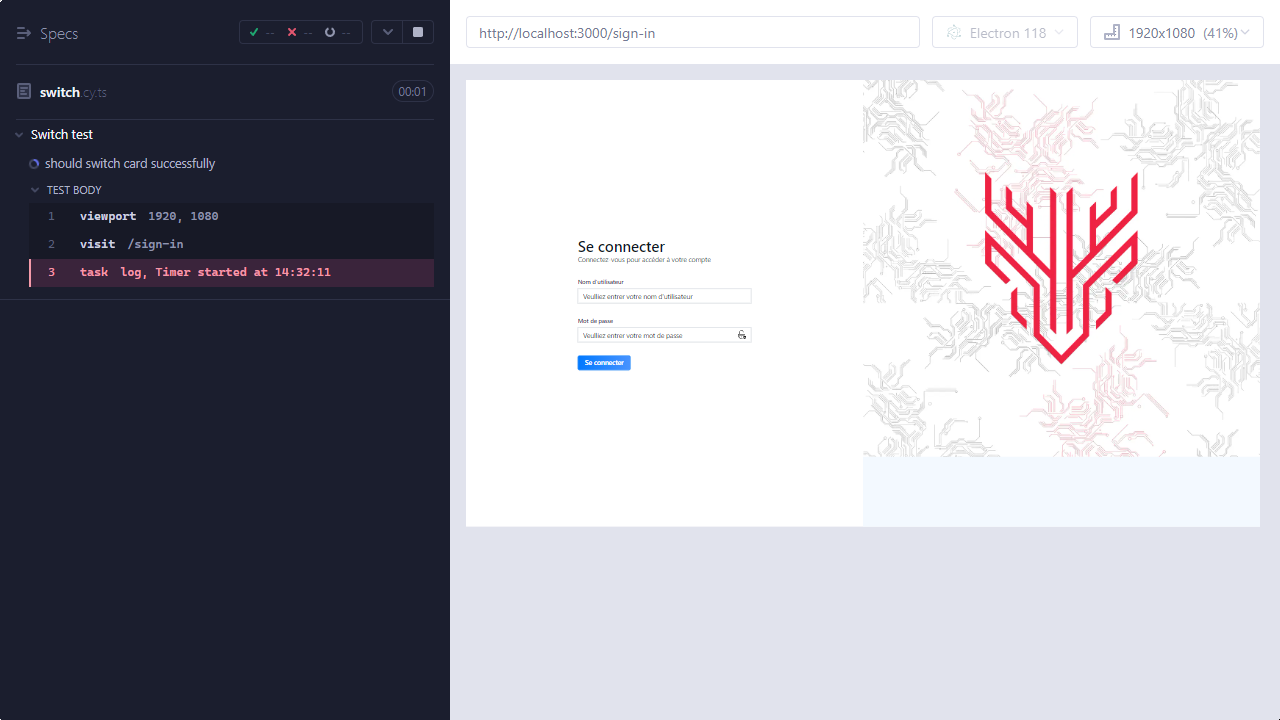 Specs
-- -- --
switch.cy.ts
00:01
Switch test
should switch card successfully
TEST BODY
1 viewport 1920, 1080
2 visit /sign-in
3 task log, Timer started at 14:32:11
http://localhost:3000/sign-in
Electron 118
1920x1080 (41%)
Se connecter
Connectez-vous pour accéder à votre compte
Nom d'utilisateur
Veuillez entrer votre nom d'utilisateur
Mot de passe
Veuillez entrer votre mot de passe
Se connecter